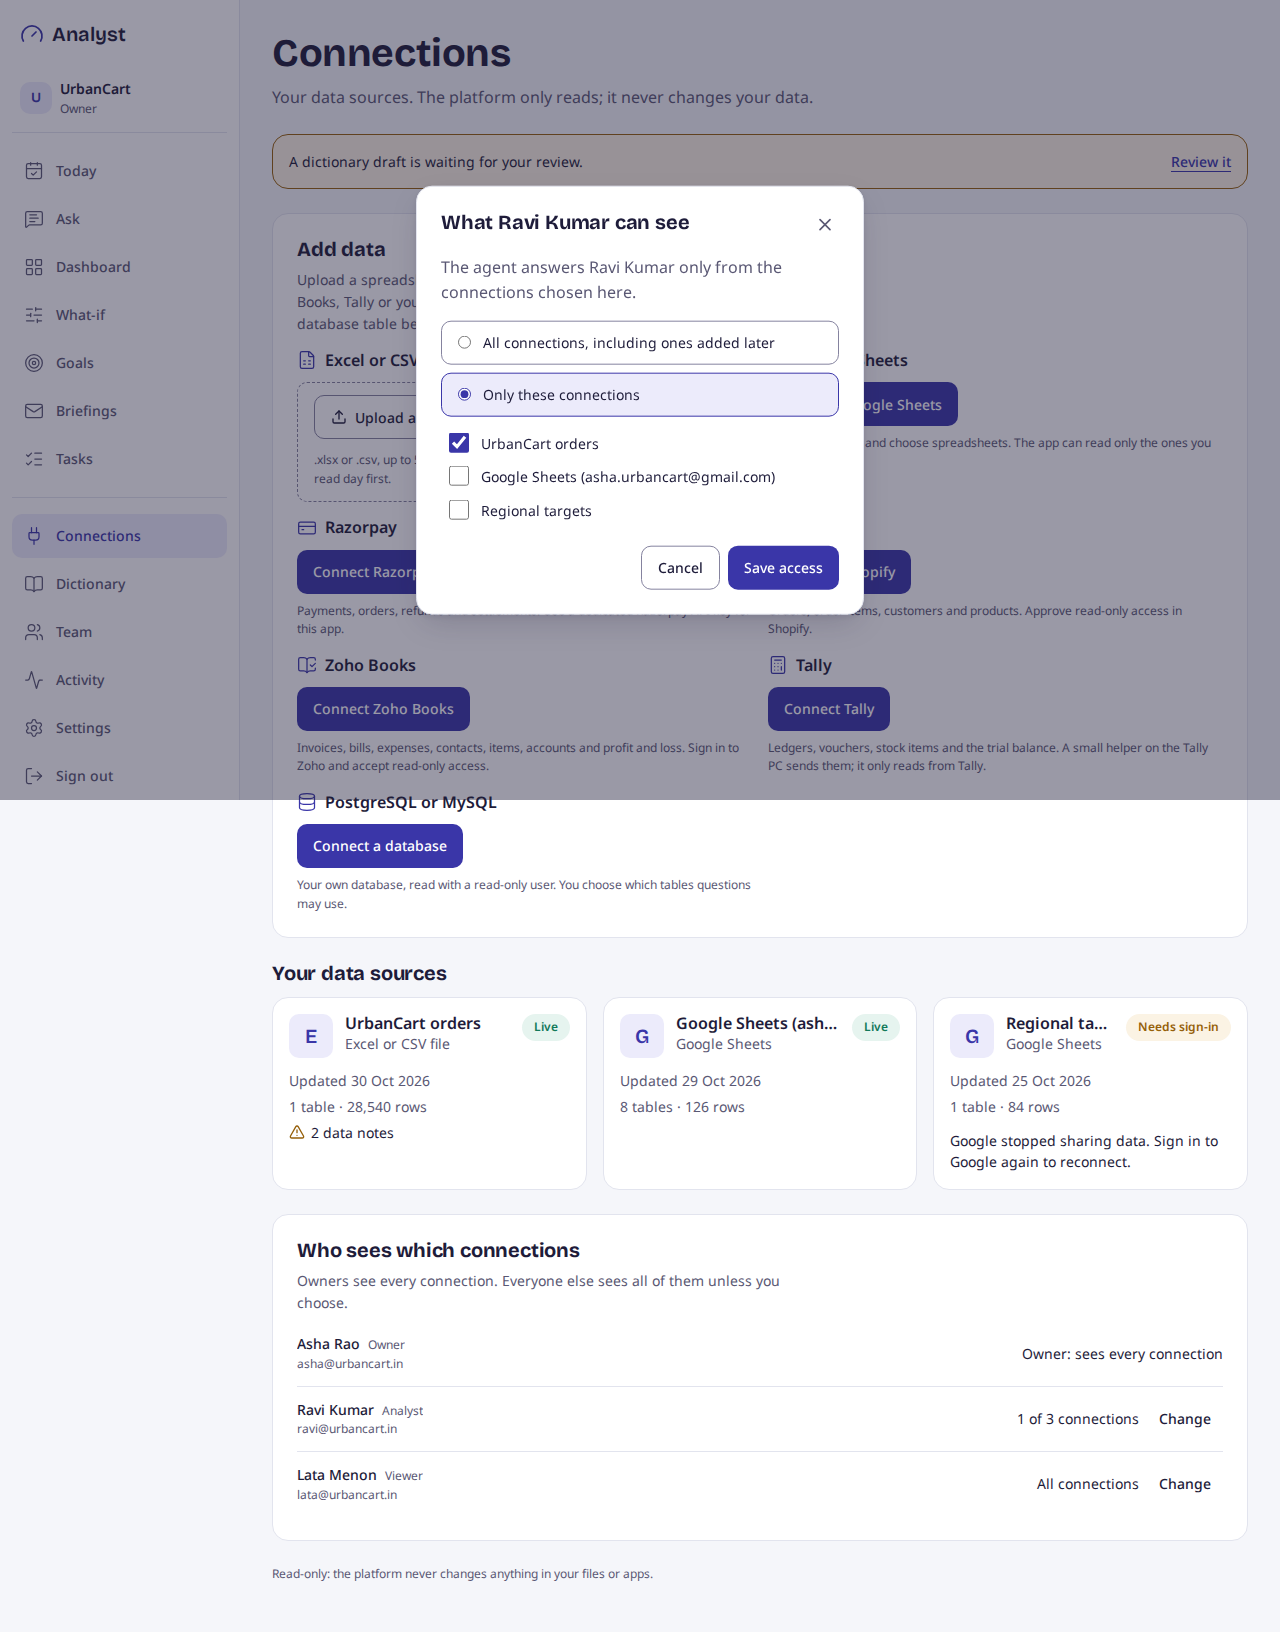 Analyst
U
UrbanCart
Owner
Today
Ask
Dashboard
What-if
Goals
Briefings
Tasks
Connections
Dictionary
Team
Activity
Settings
Sign out
Connections
Your data sources. The platform only reads; it never changes your data.
A dictionary draft is waiting for your review.
Review it
Add data
Upload a spreads
Books, Tally or you
database table be
Excel or CSV
Upload a
.xlsx or .csv, up to
read day first.
heets
ogle Sheets
and choose spreadsheets. The app can read only the ones you
What Ravi Kumar can see
The agent answers Ravi Kumar only from the
connections chosen here.
All connections, including ones added later
Only these connections
UrbanCart orders
Google Sheets (asha.urbancart@gmail.com)
Regional targets
Cancel
Save access
Razorpay
Connect Razorp
Payments, orders,
this app.
opify
customers and products. Approve read-only access in
Shopify.
Zoho Books
Connect Zoho Books
Invoices, bills, expenses, contacts, items, accounts and profit and loss. Sign in to
Zoho and accept read-only access.
Tally
Connect Tally
Ledgers, vouchers, stock items and the trial balance. A small helper on the Tally
PC sends them; it only reads from Tally.
PostgreSQL or MySQL
Connect a database
Your own database, read with a read-only user. You choose which tables questions
may use.
Your data sources
E
UrbanCart orders
Live
Excel or CSV file
Updated 30 Oct 2026
1 table · 28,540 rows
2 data notes
G
Google Sheets (ash...
Live
Google Sheets
Updated 29 Oct 2026
8 tables · 126 rows
G
Regional ta...
Needs sign-in
Google Sheets
Updated 25 Oct 2026
1 table · 84 rows
Google stopped sharing data. Sign in to
Google again to reconnect.
Who sees which connections
Owners see every connection. Everyone else sees all of them unless you
choose.
Asha Rao Owner
asha@urbancart.in
Owner: sees every connection
Ravi Kumar Analyst
ravi@urbancart.in
1 of 3 connections Change
Lata Menon Viewer
lata@urbancart.in
All connections Change
Read-only: the platform never changes anything in your files or apps.